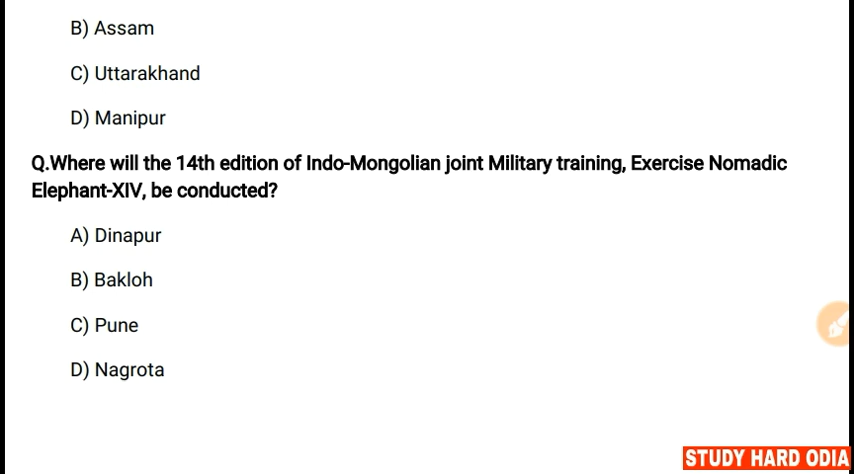 B) Assam
C) Uttarakhand
D) Manipur
Q.Where will the 14th edition of Indo-Mongolian joint Military training, Exercise Nomadic
Elephant-XIV, be conducted?
A) Dinapur
B) Bakloh
C) Pune
D) Nagrota
STUDY HARD ODIA